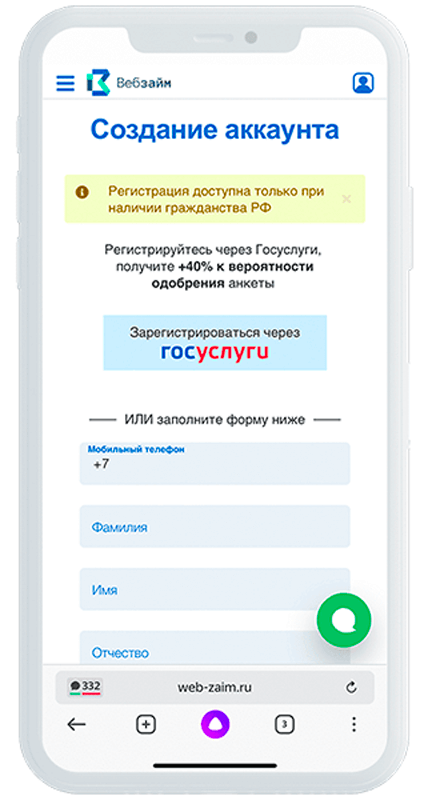 Вебзайм
Создание аккаунта
Регистрация доступна только при
наличии гражданства РФ
Регистрируйтесь через Госуслуги,
получите +40% к вероятности
одобрения анкеты
Зарегистрироваться через
госуслуги
ИЛИ заполните форму ниже
Мобильный телефон
+7
Фамилия
Имя
Отчество
332
web-zaim.ru
3